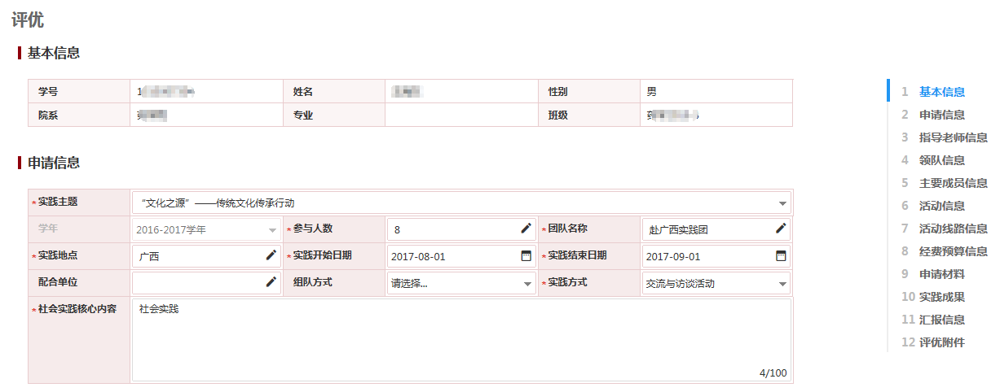 评优
基本信息
学号 姓名 性别 男
院系 专业 班级
申请信息
*实践主题 “文化之源”——传统文化传承行动
学年 2016-2017学年 *参与人数 8 *团队名称 赴广西实践团
*实践地点 广西 *实践开始日期 2017-08-01 *实践结束日期 2017-09-01
配合单位 组队方式 请选择... *实践方式 交流与访谈活动
*社会实践核心内容 社会实践
4/100
1 基本信息
2 申请信息
3 指导老师信息
4 领队信息
5 主要成员信息
6 活动信息
7 活动线路信息
8 经费预算信息
9 申请材料
10 实践成果
11 汇报信息
12 评优附件